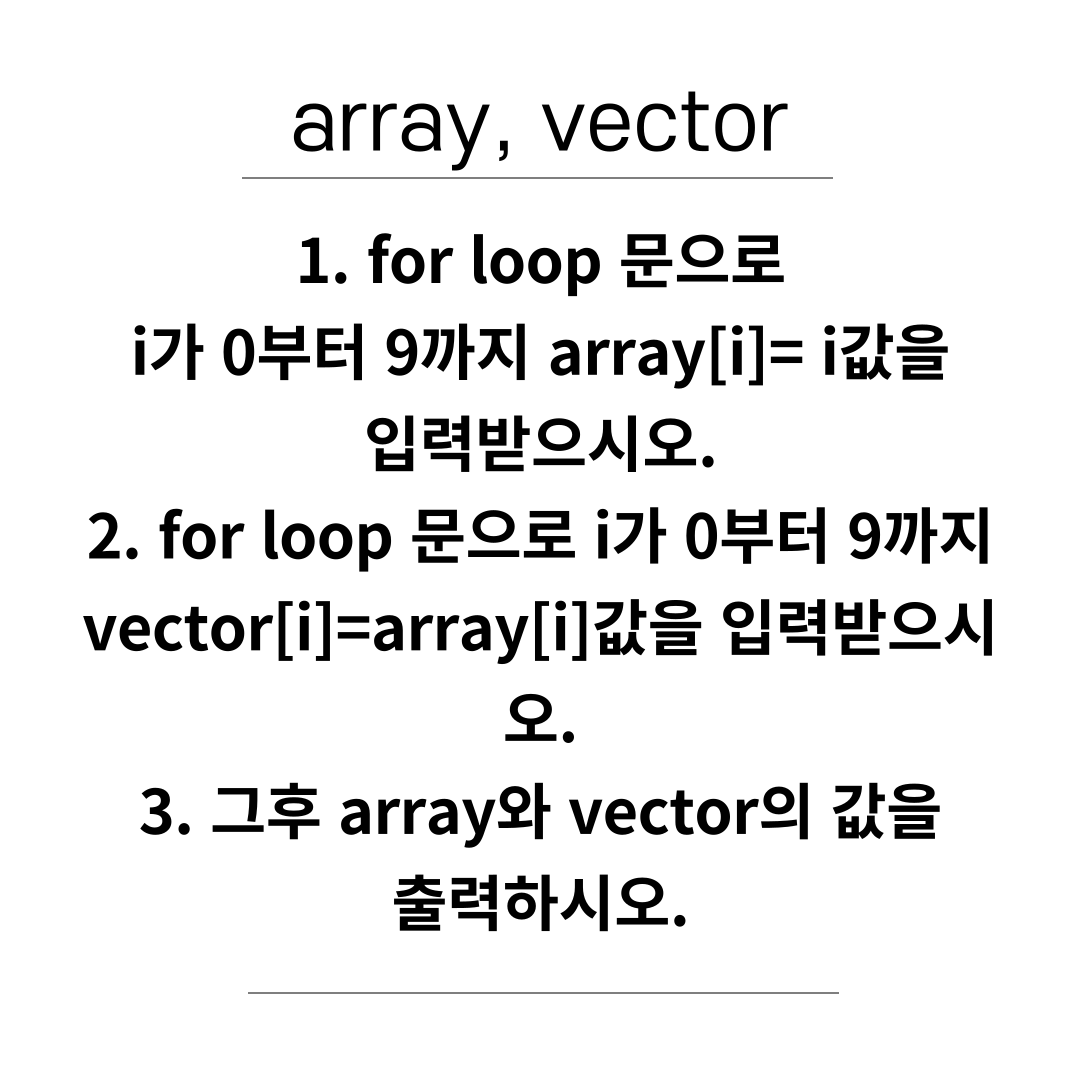 array, vector
1. for loop 문으로
i가 0부터 9까지 array[i]= i값을
입력받으시오.
2. for loop 문으로 i가 0부터 9까지
vector[i]=array[i]값을 입력받으시
오.
3. 그후 array와 vector의 값을
출력하시오.